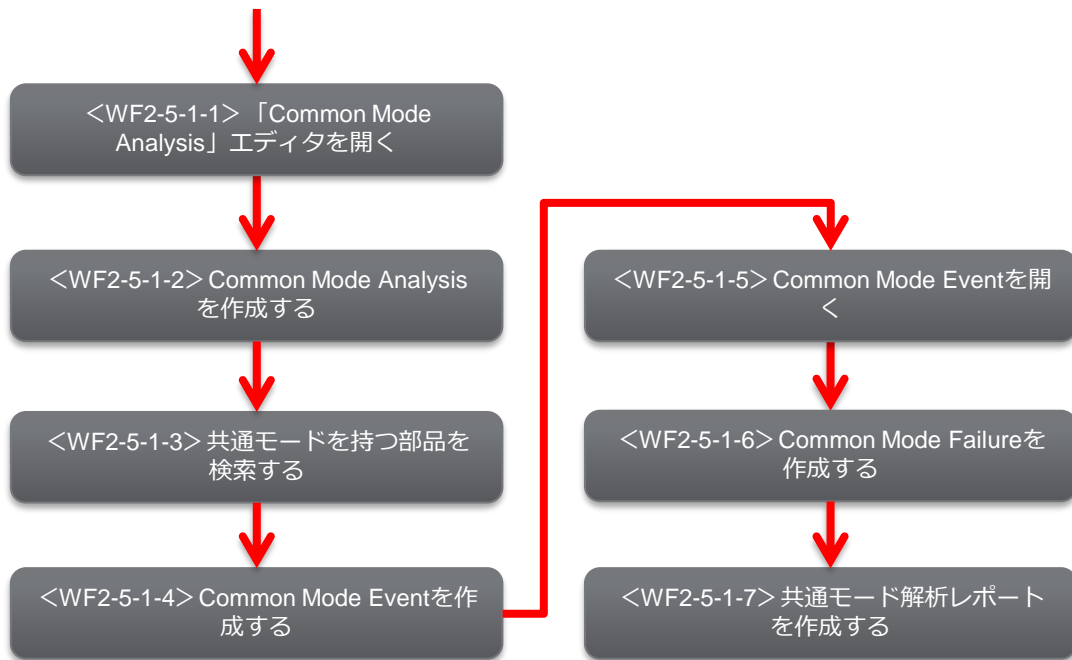 ＜WF2-5-1-1＞「Common Mode
Analysis」エディタを開く
＜WF2-5-1-2＞Common Mode Analysis
を作成する
＜WF2-5-1-3＞共通モードを持つ部品を
検索する
＜WF2-5-1-4＞Common Mode Eventを作
成する
＜WF2-5-1-5＞Common Mode Eventを開
く
＜WF2-5-1-6＞Common Mode Failureを
作成する
＜WF2-5-1-7＞共通モード解析レポート
を作成する